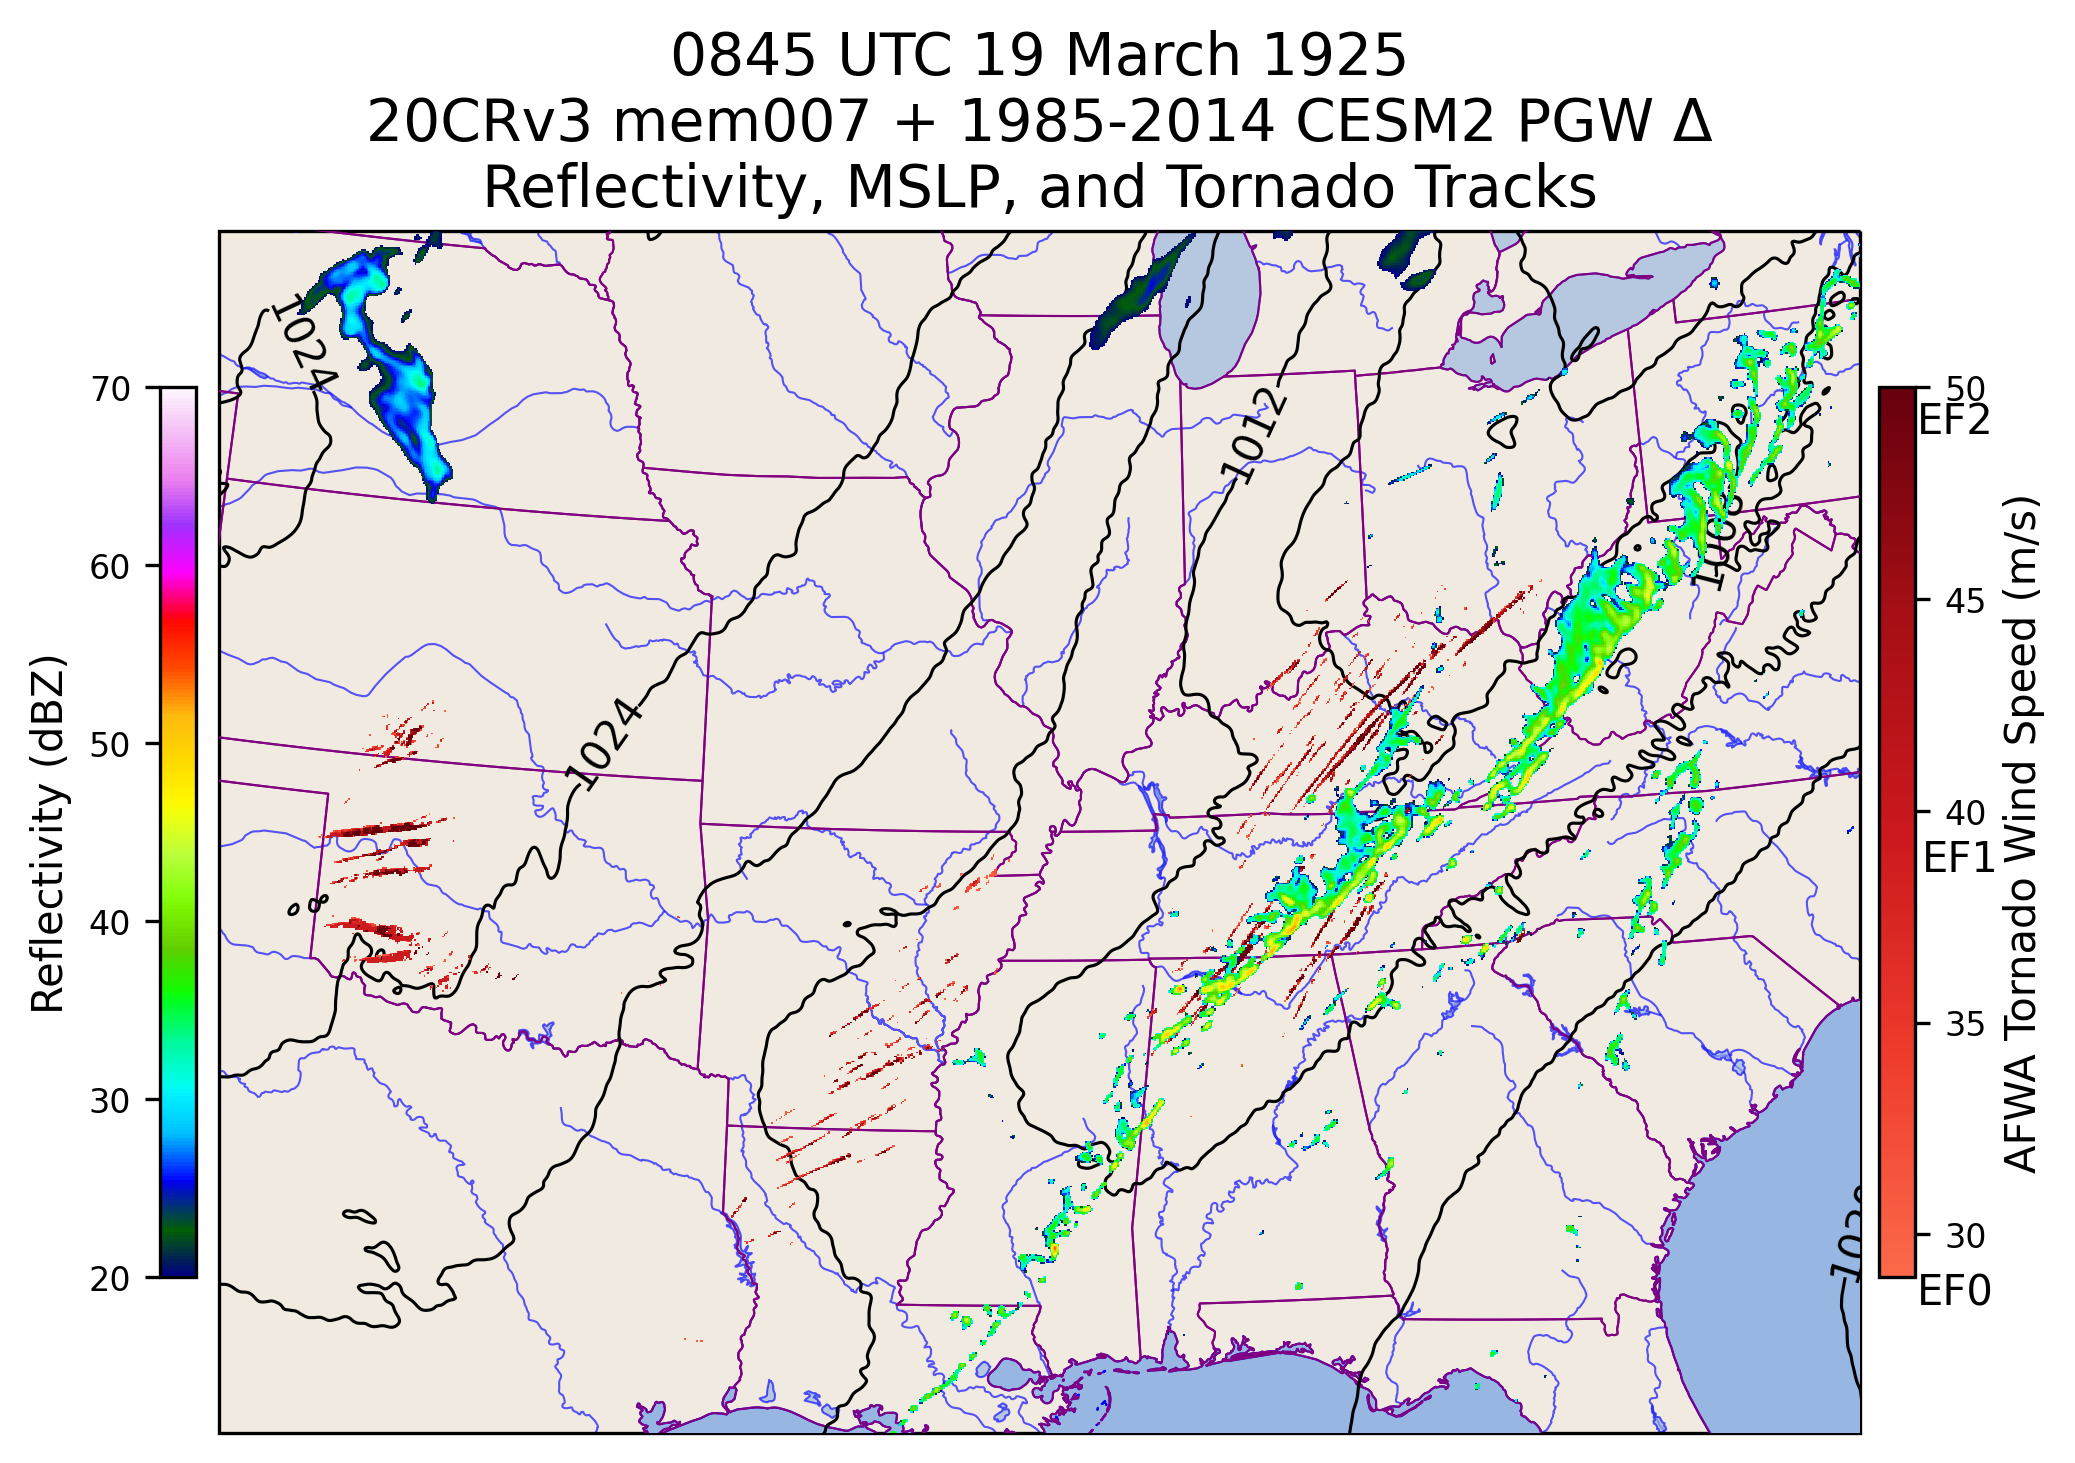 0845 UTC 19 March 1925
20CRv3 mem007 + 1985-2014 CESM2 PGW Δ
Reflectivity, MSLP, and Tornado Tracks
Reflectivity (dBZ)
70
60
50
40
30
20
1024
1024
1012
1020
50
EF2
45
40
EF1
35
30
EF0
AFWA Tornado Wind Speed (m/s)